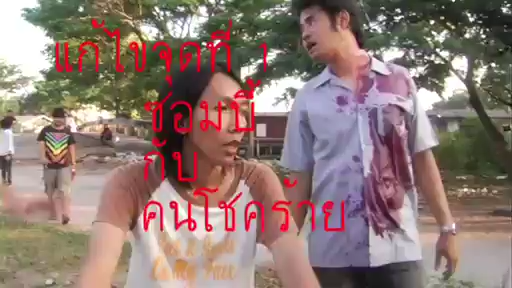 แก้ไขจุดที่ 1
ซอมบี้
กับ
คนโชคร้าย